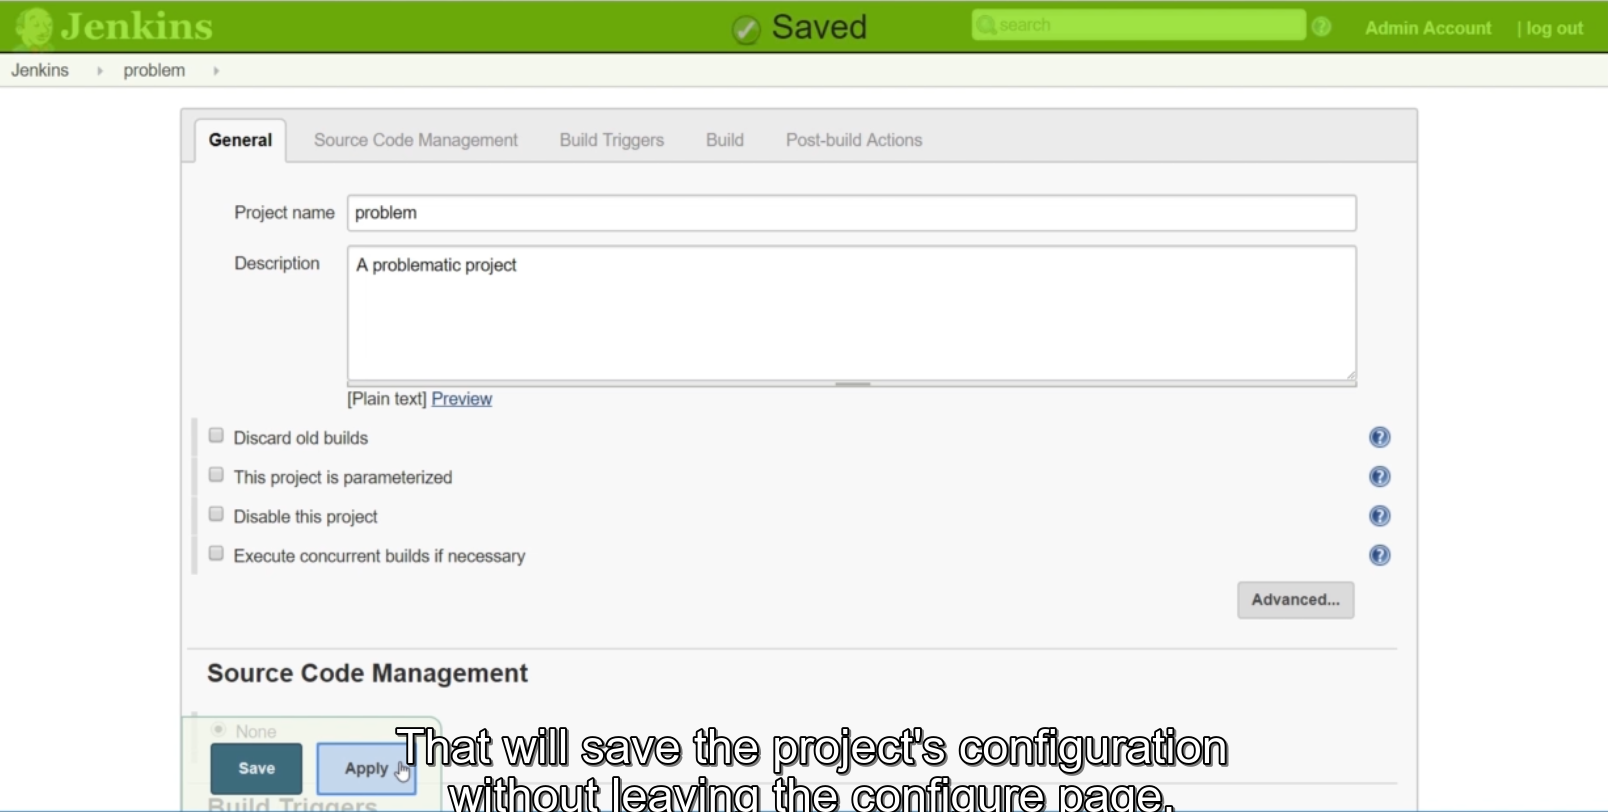 Jenkins
Saved
search
Admin Account
| log out
Jenkins
problem
General
Source Code Management
Build Triggers
Build
Post-build Actions
Project name
problem
Description
A problematic project
[Plain text] Preview
Discard old builds
This project is parameterized
Disable this project
Execute concurrent builds if necessary
Advanced...
Source Code Management
None
Save
Apply
Build Triggers
That will save the project's configuration
without leaving the configure page.